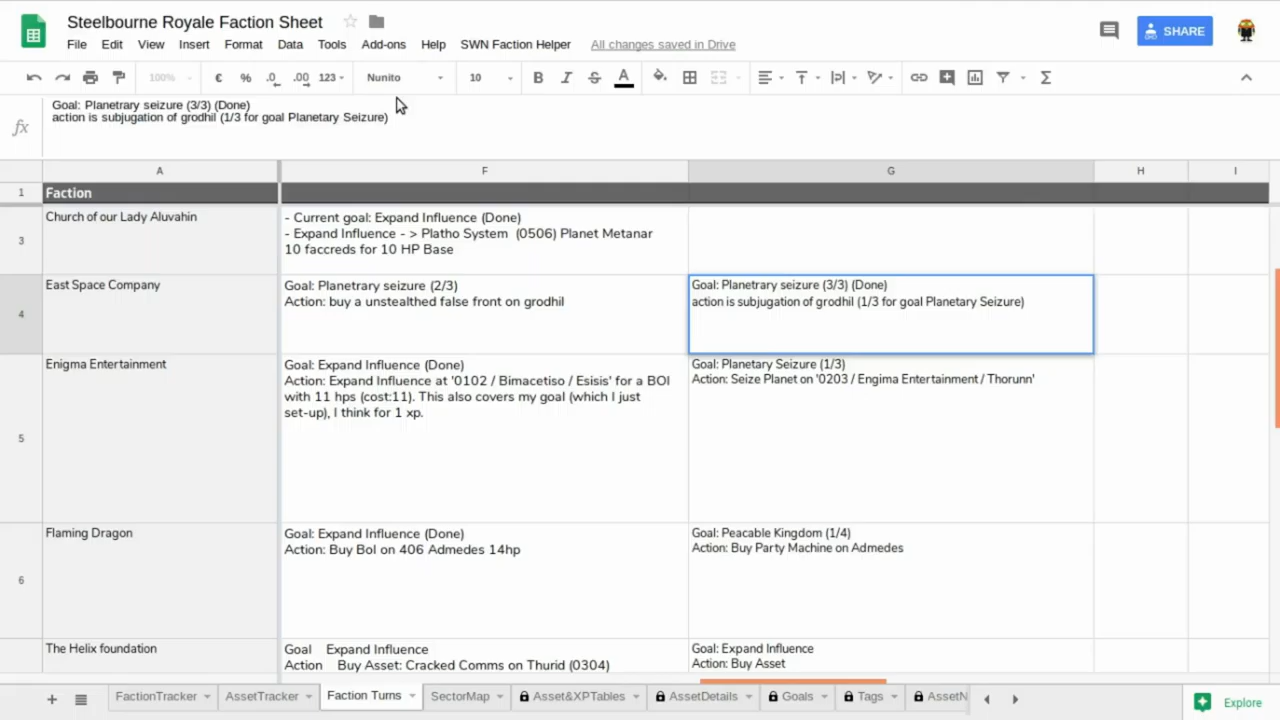 Steelbourne Royale Faction Sheet
File Edit View Insert Format Data Tools Add-ons Help SWN Faction Helper All changes saved in Drive
SHARE
100% € % .0 .00 123 Nunito 10 B I S A Σ
fx
Goal: Planetrary seizure (3/3) (Done)
action is subjugation of grodhil (1/3 for goal Planetary Seizure)
A F G H I
1 Faction
3 Church of our Lady Aluvahin
- Current goal: Expand Influence (Done)
- Expand Influence - > Platho System (0506) Planet Metanar
10 faccreds for 10 HP Base
4 East Space Company
Goal: Planetrary seizure (2/3)
Action: buy a unstealthed false front on grodhil
Goal: Planetrary seizure (3/3) (Done)
action is subjugation of grodhil (1/3 for goal Planetary Seizure)
5 Enigma Entertainment
Goal: Expand Influence (Done)
Action: Expand Influence at '0102 / Bimacetiso / Esisis' for a BOI
with 11 hps (cost:11). This also covers my goal (which I just
set-up), I think for 1 xp.
Goal: Planetary Seizure (1/3)
Action: Seize Planet on '0203 / Engima Entertainment / Thorunn'
6 Flaming Dragon
Goal: Expand Influence (Done)
Action: Buy BoI on 406 Admedes 14hp
Goal: Peacable Kingdom (1/4)
Action: Buy Party Machine on Admedes
The Helix foundation
Goal Expand Influence
Action Buy Asset: Cracked Comms on Thurid (0304)
Goal: Expand Influence
Action: Buy Asset
+ FactionTracker AssetTracker Faction Turns SectorMap Asset&XPTables AssetDetails Goals Tags AssetN Explore